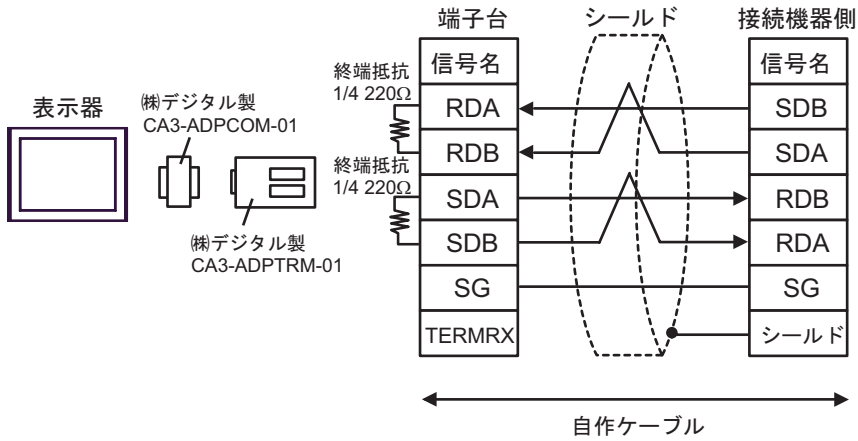 端子台
シールド
接続機器側
信号名
信号名
終端抵抗
1/4 220Ω
RDA
SDB
表示器
㈱デジタル製
CA3-ADPCOM-01
RDB
SDA
終端抵抗
1/4 220Ω
SDA
RDB
㈱デジタル製
CA3-ADPTRM-01
SDB
RDA
SG
SG
TERMRX
シールド
自作ケーブル